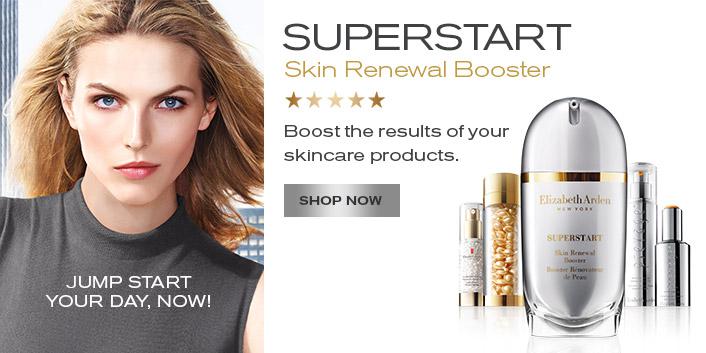 SUPERSTART
Skin Renewal Booster
Boost the results of your
skincare products.
SHOP NOW
JUMP START
YOUR DAY, NOW!
Elizabeth Arden
NEW YORK
SUPERSTART
Skin Renewal
Booster
Booster Rénovateur
de Peau